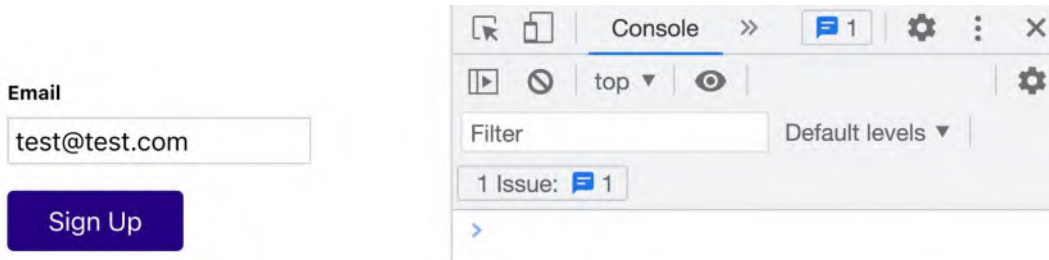 Email
test@test.com
Sign Up
Console » 1
top ▼
Filter Default levels ▼
1 Issue: 1
>